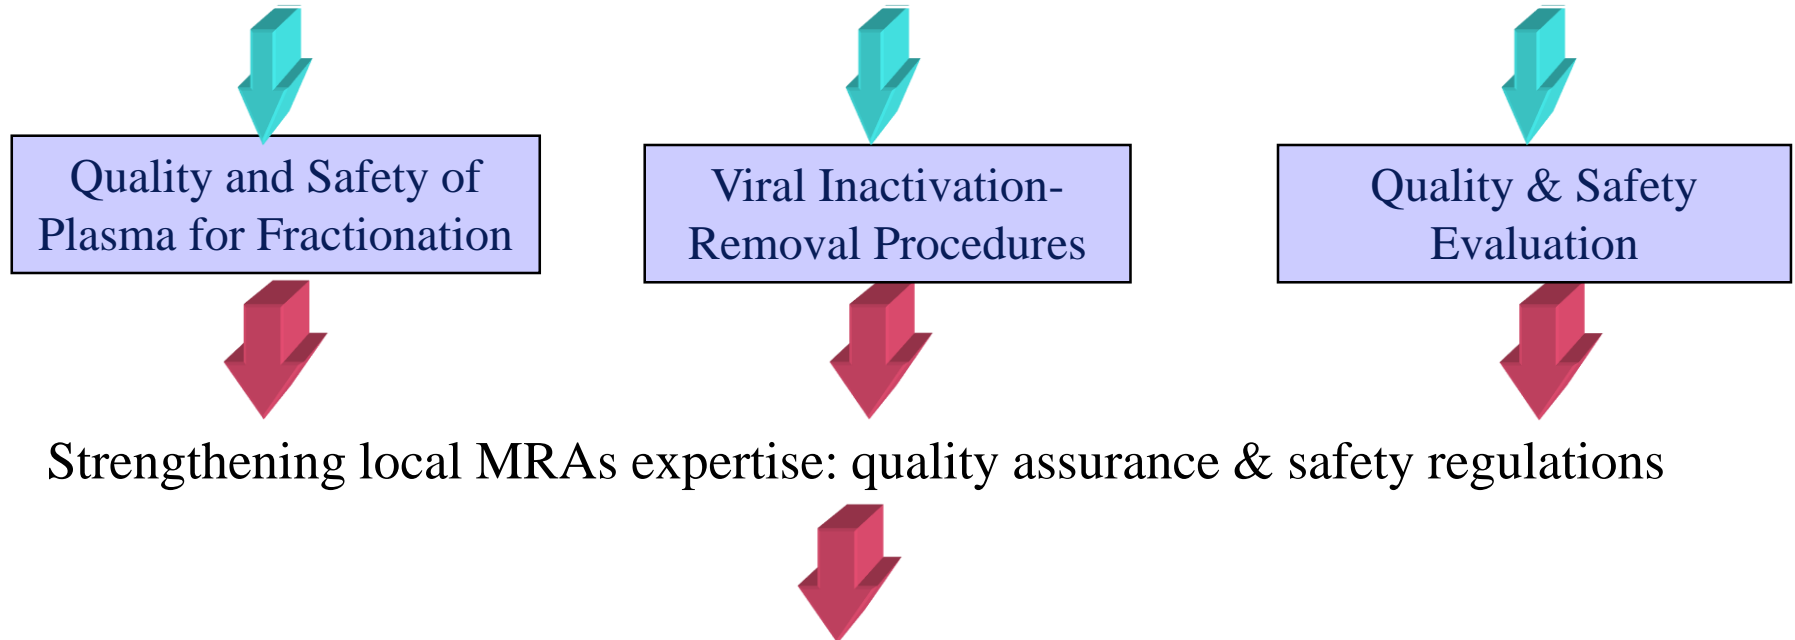 Quality and Safety of
Plasma for Fractionation
Viral Inactivation-
Removal Procedures
Quality & Safety
Evaluation
Strengthening local MRAs expertise: quality assurance & safety regulations